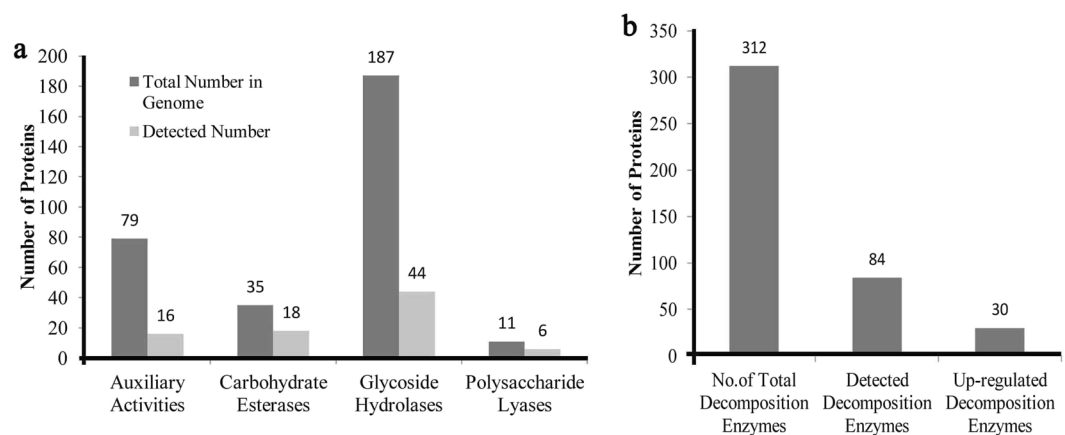 a
Number of Proteins
200
180
160
140
120
100
80
60
40
20
0
Total Number in
Genome
Detected Number
79
16
35
18
187
44
11
6
Auxiliary
Activities
Carbohydrate
Esterases
Glycoside
Hydrolases
Polysaccharide
Lyases
b
Number of Proteins
350
300
250
200
150
100
50
0
312
84
30
No.of Total
Decomposition
Enzymes
Detected
Decomposition
Enzymes
Up-regulated
Decomposition
Enzymes